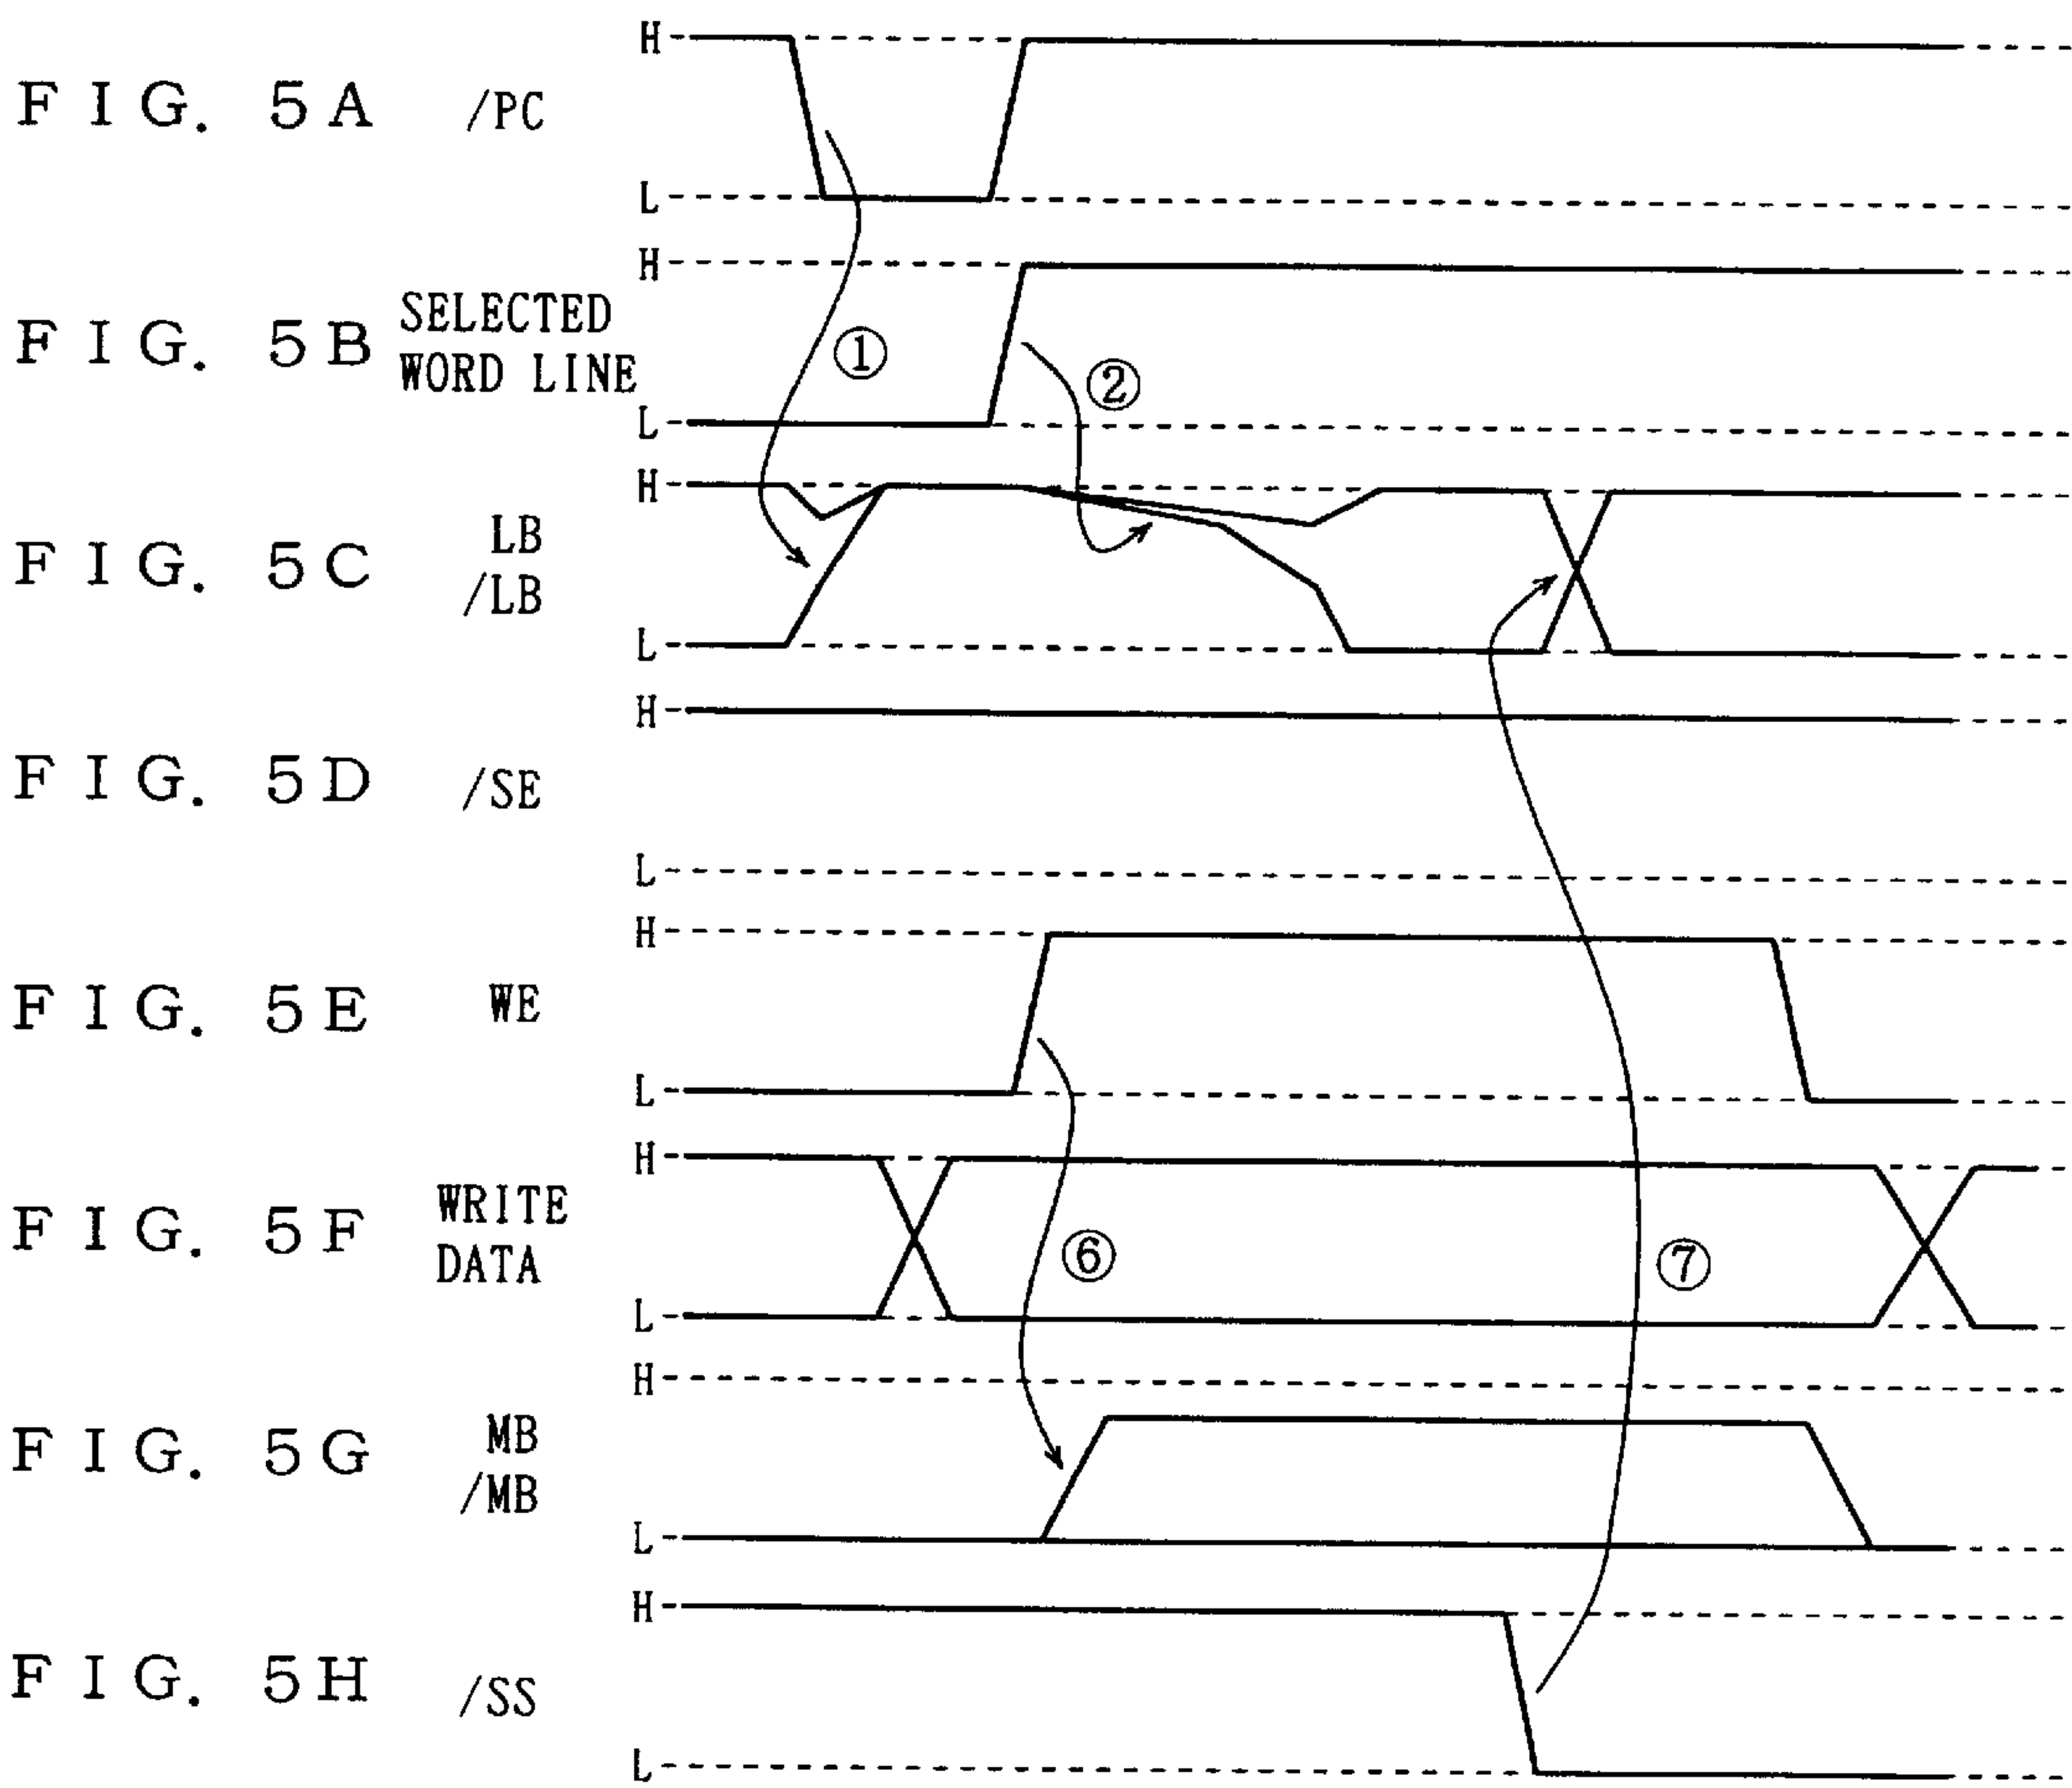 FIG. 5A /PC H
L
FIG. 5B SELECTED WORD LINE H
L
① ②
FIG. 5C LB /LB H
L
FIG. 5D /SE H
L
FIG. 5E WE H
L
FIG. 5F WRITE DATA H
L
⑥ ⑦
FIG. 5G MB /MB H
L
FIG. 5H /SS H
L